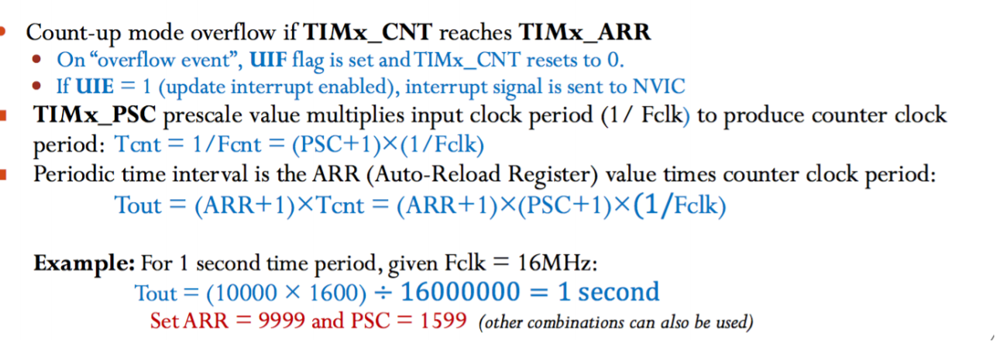 Count-up mode overflow if TIMx_CNT reaches TIMx_ARR
On “overflow event”, UIF flag is set and TIMx_CNT resets to 0.
If UIE = 1 (update interrupt enabled), interrupt signal is sent to NVIC
TIMx_PSC prescale value multiplies input clock period (1/ Fclk) to produce counter clock
period: Tcnt = 1/Fcnt = (PSC+1)×(1/Fclk)
Periodic time interval is the ARR (Auto-Reload Register) value times counter clock period:
Tout = (ARR+1)×Tcnt = (ARR+1)×(PSC+1)×(1/Fclk)
Example: For 1 second time period, given Fclk = 16MHz:
Tout = (10000 × 1600) ÷ 16000000 = 1 second
Set ARR = 9999 and PSC = 1599 (other combinations can also be used)